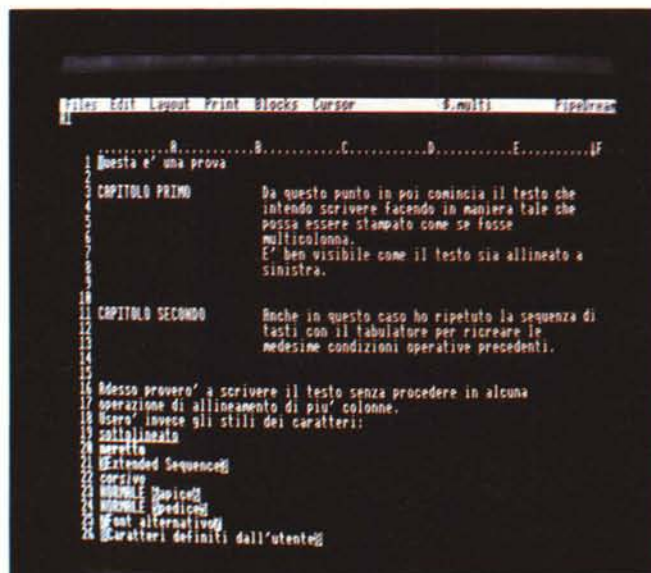 Files Edit Layout Print Blocks Cursor $.multi PipeDream
..........A..........B..........C..........D..........E.........↓F
1 Questa e' una prova
2
3 CAPITOLO PRIMO Da questo punto in poi comincia il testo che
4 intendo scrivere facendo in maniera tale che
5 possa essere stampato come se fosse
6 multicolonna.
7 E' ben visibile come il testo sia allineato a
8 sinistra.
9
10
11 CAPITOLO SECONDO Anche in questo caso ho ripetuto la sequenza di
12 tasti con il tabulatore per ricreare le
13 medesime condizioni operative precedenti.
14
15
16 Adesso provero' a scrivere il testo senza procedere in alcuna
17 operazione di allineamento di piu' colonne.
18 Usero' invece gli stili dei caratteri:
19 sottolineato
20 neretto
21 Extended Sequence
22 corsivo
23 NORMALE apice
24 NORMALE pedice
25 Font alternativo
26 Caratteri definiti dall'utente